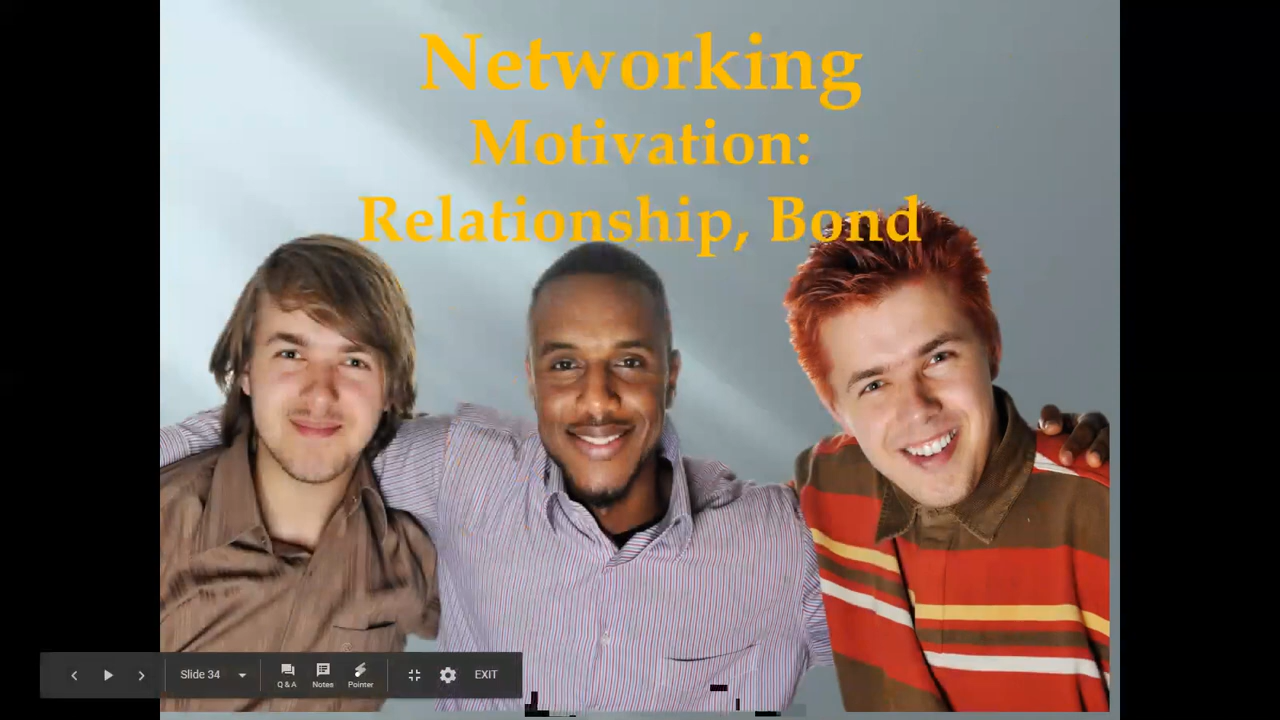 Networking
Motivation:
Relationship, Bond
Slide 34
Q & A
Notes
Pointer
EXIT